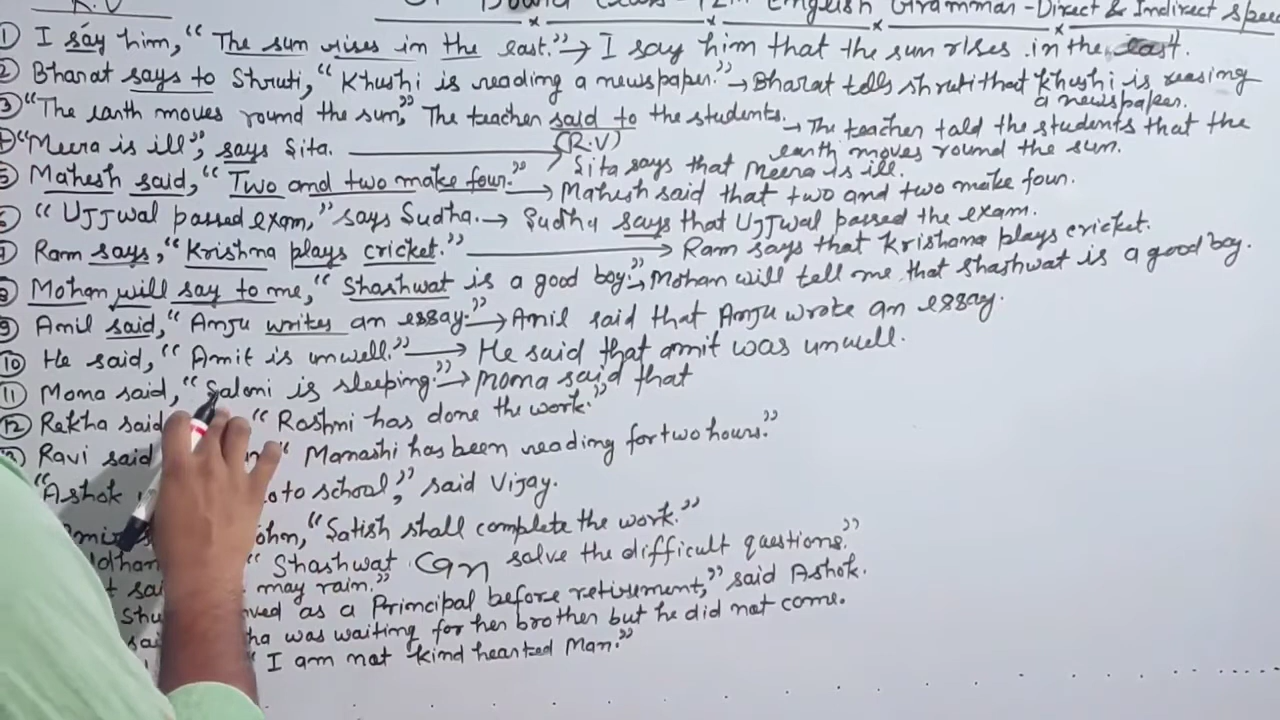 R.V
Board Class-12th English Grammar-Direct & Indirect spee
① I say him, “The sun rises in the east.” → I say him that the sun rises in the east.
② Bharat says to Shruti, “Khushi is reading a newspaper.” → Bharat tells shruti that Khushi is reasing
a newspaper.
③ “The earth moves round the sun,” The teacher said to the students. → The teacher told the students that the
(R.V) earth moves round the sun.
“Meera is ill”, says Sita. → Sita says that Meera is ill.
⑤ Mahesh said, “Two and two make four.” → Mahesh said that two and two make four.
“Ujjwal passed exam,” says Sudha. → Sudha says that Ujjwal passed the exam.
Ram says, “Krishna plays cricket.” → Ram says that Krishana plays cricket.
⑧ Mohan will say to me, “Shashwat is a good boy.” → Mohan will tell me that Shashwat is a good boy.
⑨ Anil said, “Anju writes an essay.” → Anil said that Anju wrote an essay.
⑩ He said, “Amit is unwell.” → He said that amit was unwell.
⑪ Mona said, “Saloni is sleeping.” → Mona said that
⑫ Rekha said “Rashmi has done the work.”
Ravi said “Manashi has been reading for two hours.”
“Ashok to school,” said Vijay.
“Satish shall complete the work.”
“Shashwat can solve the difficult questions.”
may rain.”
as a Principal before retirement,” said Ashok.
was waiting for her brother but he did not come.
“I am not kind hearted Man.”